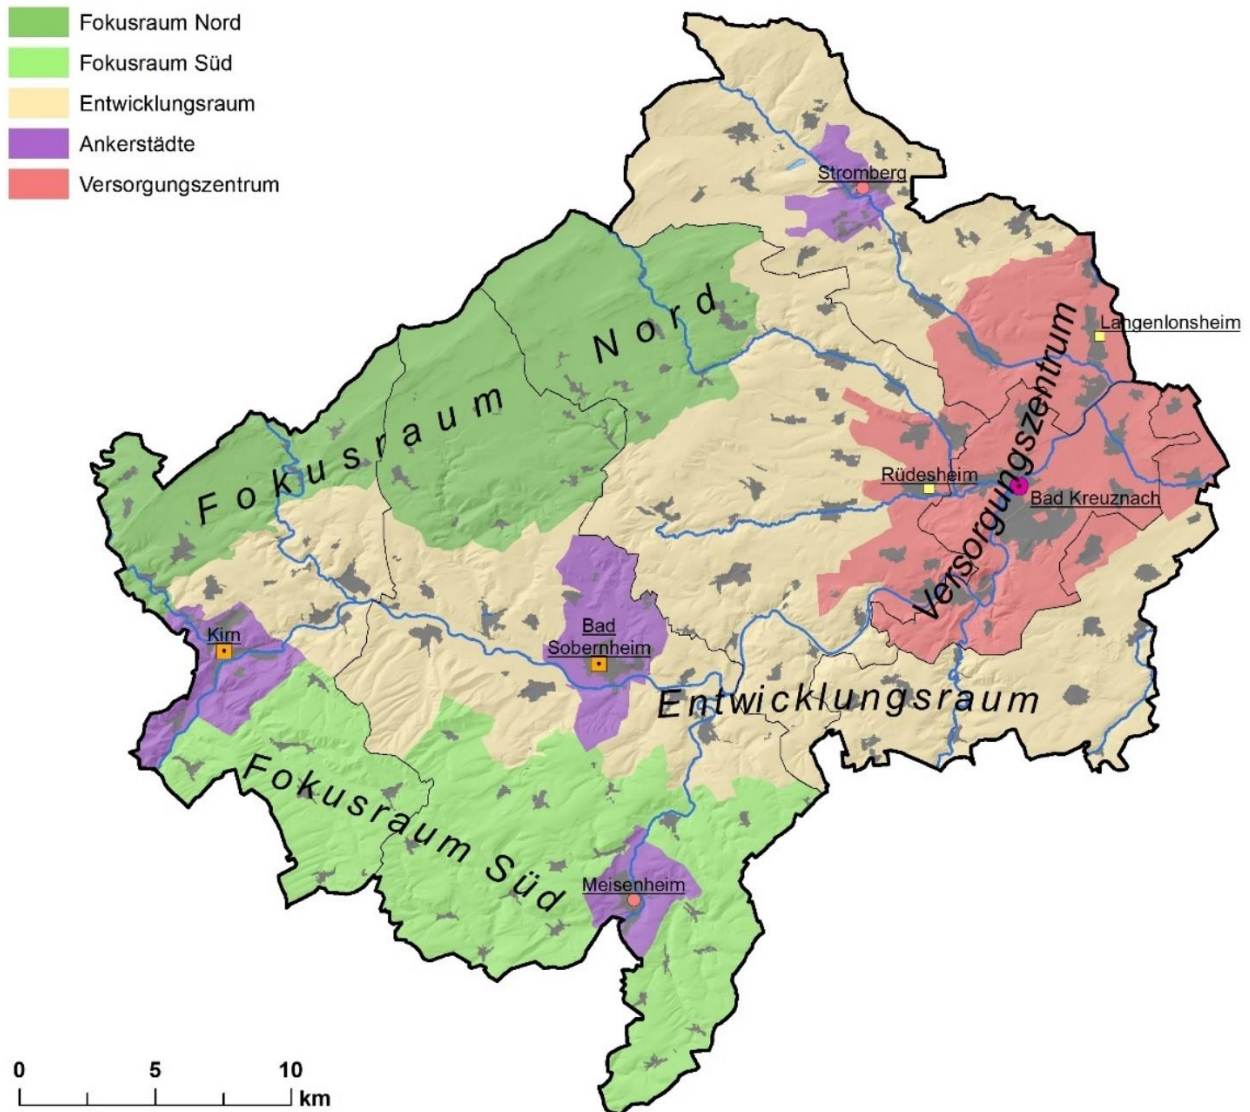 Fokusraum Nord
Fokusraum Süd
Entwicklungsraum
Ankerstädte
Versorgungszentrum
Stromberg
Langenlonsheim
Fokusraum Nord
Versorgungszentrum
Rüdesheim
Bad Kreuznach
Kirn
Bad
Sobernheim
Entwicklungsraum
Fokusraum Süd
Meisenheim
0 5 10
km